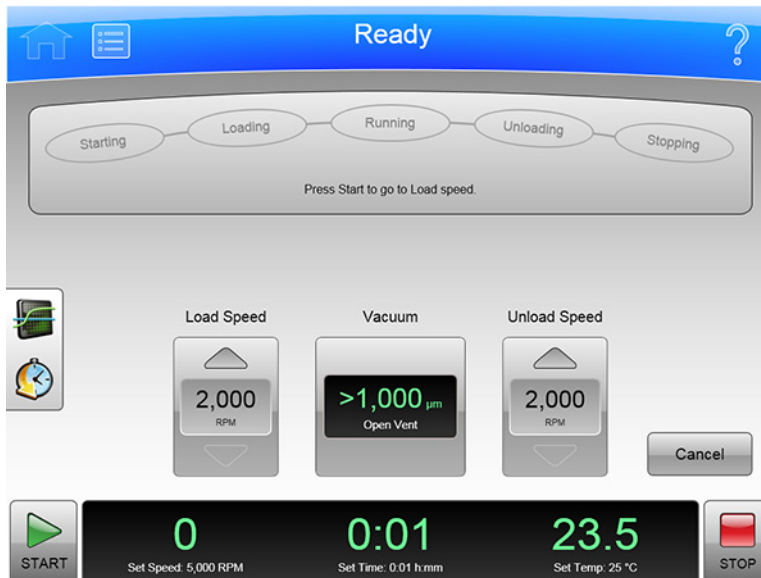 Ready
?
Starting
Loading
Running
Unloading
Stopping
Press Start to go to Load speed.
Load Speed
Vacuum
Unload Speed
2,000
RPM
>1,000 µm
Open Vent
2,000
RPM
Cancel
START
0
Set Speed: 5,000 RPM
0:01
Set Time: 0:01 h:mm
23.5
Set Temp: 25 °C
STOP